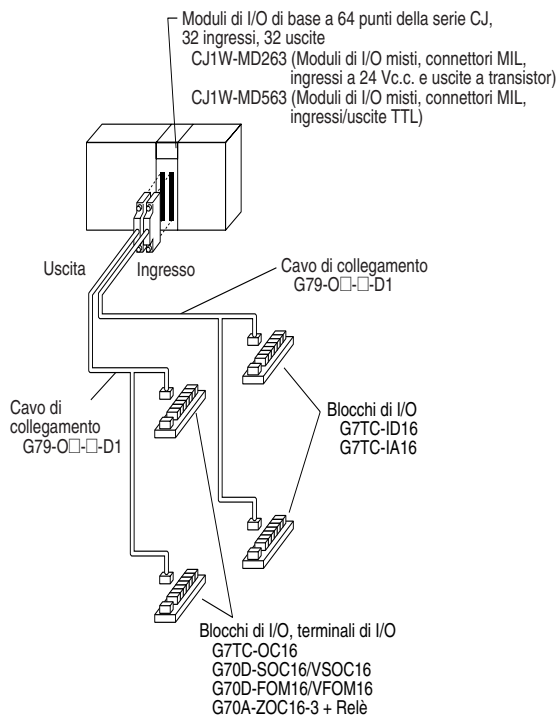 Moduli di I/O di base a 64 punti della serie CJ,
32 ingressi, 32 uscite
CJ1W-MD263 (Moduli di I/O misti, connettori MIL,
ingressi a 24 Vc.c. e uscite a transistor)
CJ1W-MD563 (Moduli di I/O misti, connettori MIL,
ingressi/uscite TTL)
Uscita
Ingresso
Cavo di collegamento
G79-O□-□-D1
Cavo di
collegamento
G79-O□-□-D1
Blocchi di I/O
G7TC-ID16
G7TC-IA16
Blocchi di I/O, terminali di I/O
G7TC-OC16
G70D-SOC16/VSOC16
G70D-FOM16/VFOM16
G70A-ZOC16-3 + Relè